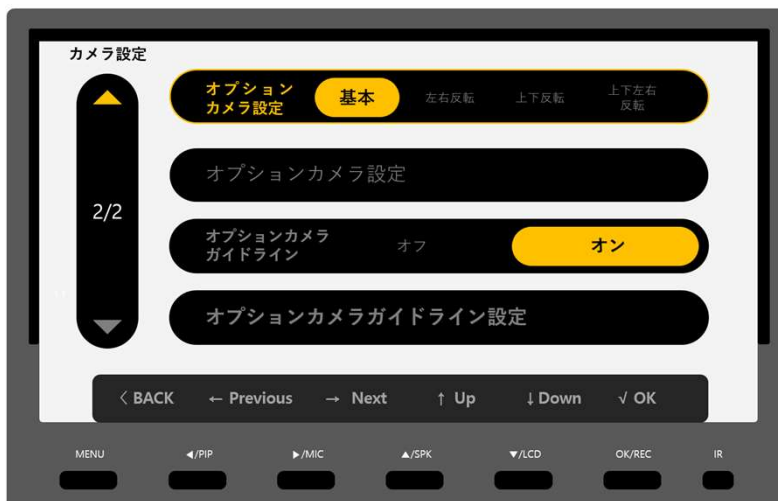 カメラ設定
オプション
カメラ設定
基本
左右反転
上下反転
上下左右
反転
オプションカメラ設定
2/2
オプションカメラ
ガイドライン
オフ
オン
オプションカメラガイドライン設定
〈 BACK
← Previous
→ Next
↑ Up
↓ Down
√ OK
MENU
◀/PIP
▶/MIC
▲/SPK
▼/LCD
OK/REC
IR